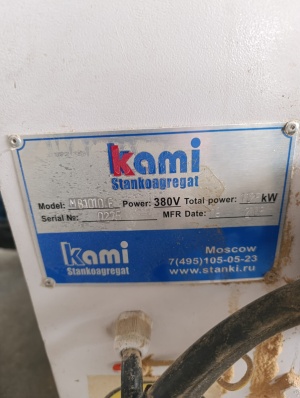 kami
Stankoagregat
Model: Power: 380V Total power: kW
Serial №: MFR Date:
kami
Stankoagregat
Moscow
7(495)105-05-23
www.stanki.ru